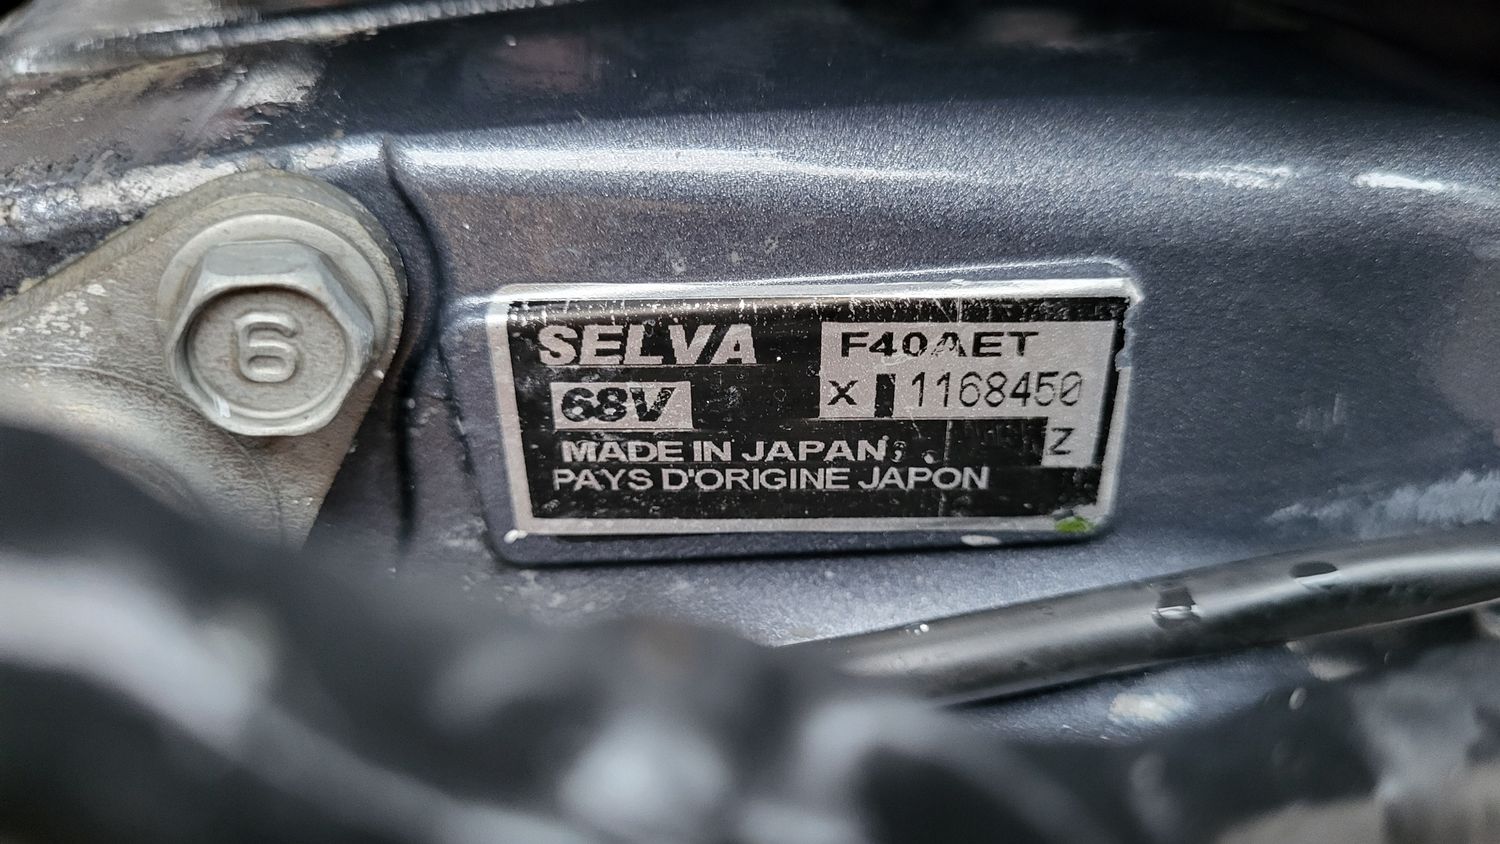 6
SELVA
F40AET
68V
X 1168450
Z
MADE IN JAPAN
PAYS D'ORIGINE JAPON